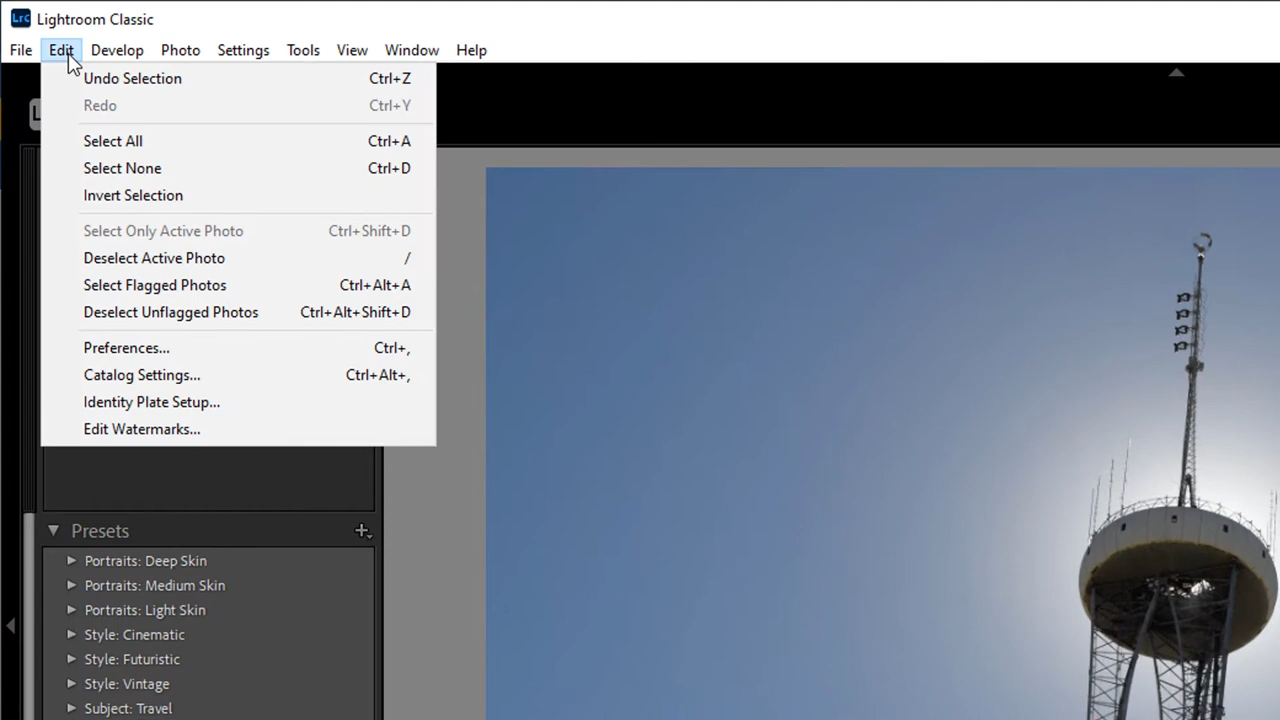 Lrc Lightroom Classic
File Edit Develop Photo Settings Tools View Window Help
Undo Selection Ctrl+Z
Redo Ctrl+Y
Select All Ctrl+A
Select None Ctrl+D
Invert Selection
Select Only Active Photo Ctrl+Shift+D
Deselect Active Photo /
Select Flagged Photos Ctrl+Alt+A
Deselect Unflagged Photos Ctrl+Alt+Shift+D
Preferences... Ctrl+,
Catalog Settings... Ctrl+Alt+,
Identity Plate Setup...
Edit Watermarks...
Presets
Portraits: Deep Skin
Portraits: Medium Skin
Portraits: Light Skin
Style: Cinematic
Style: Futuristic
Style: Vintage
Subject: Travel